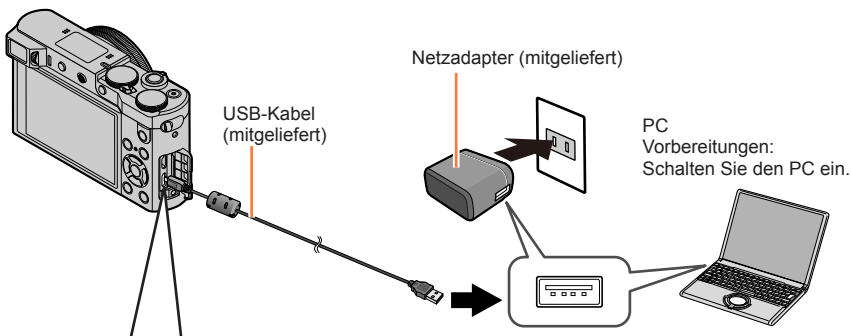 Netzadapter (mitgeliefert)
USB-Kabel
(mitgeliefert)
PC
Vorbereitungen:
Schalten Sie den PC ein.